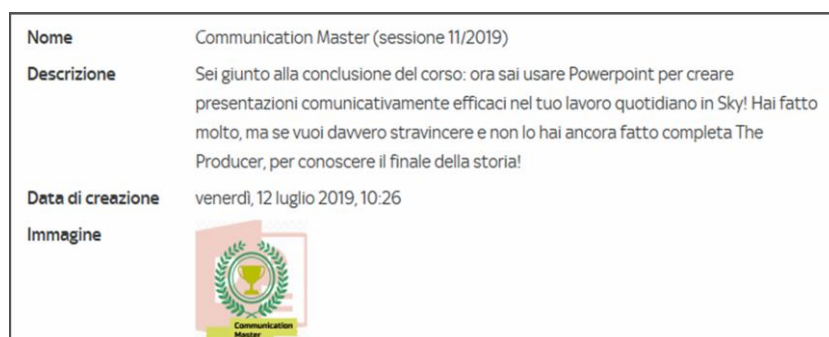 Nome Communication Master (sessione 11/2019)
Descrizione Sei giunto alla conclusione del corso: ora sai usare Powerpoint per creare
presentazioni comunicativamente efficaci nel tuo lavoro quotidiano in Sky! Hai fatto
molto, ma se vuoi davvero stravincere e non lo hai ancora fatto completa The
Producer, per conoscere il finale della storia!
Data di creazione venerdì, 12 luglio 2019, 10:26
Immagine
Communication
Master